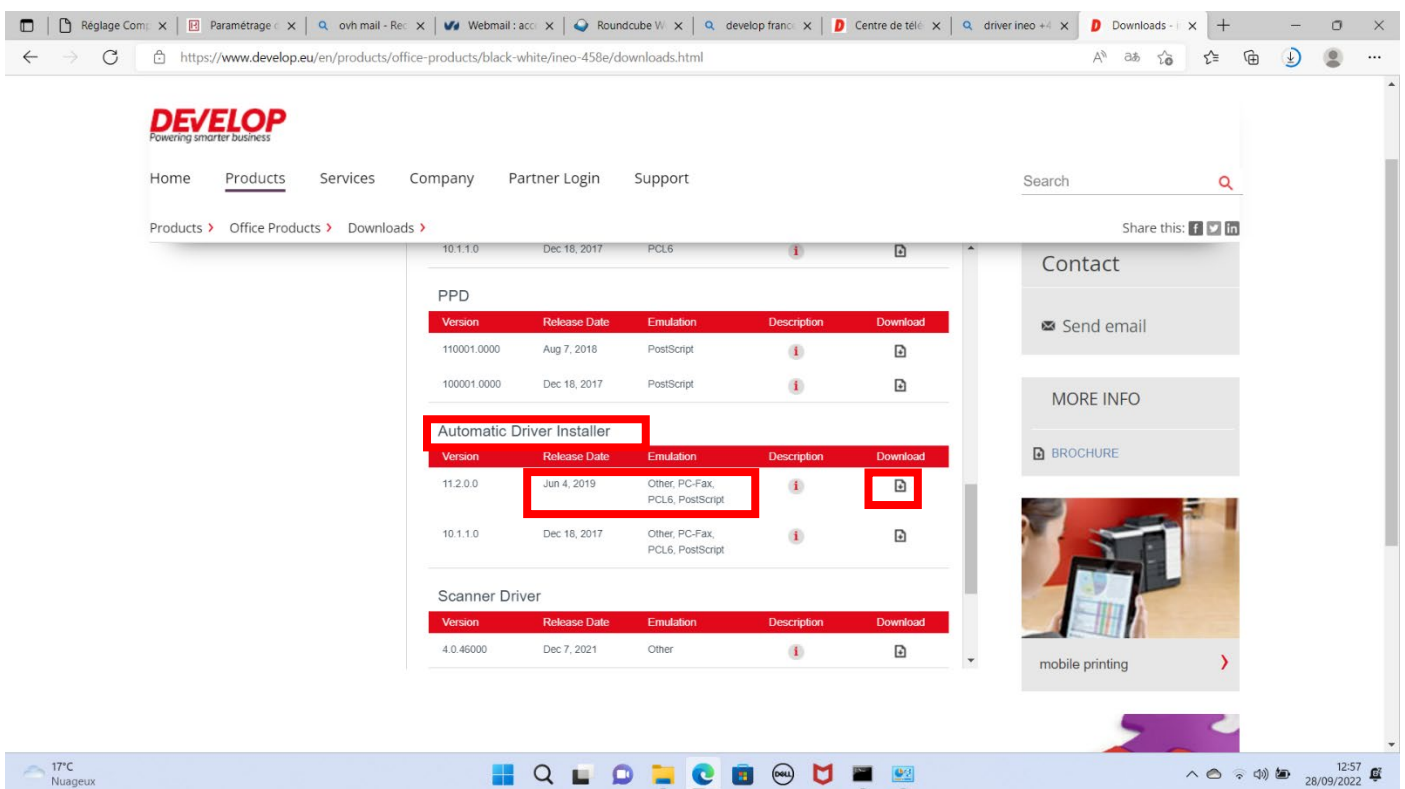 Réglage Com
Paramétrage d
ovh mail - Rec
Webmail : acc
Roundcube W
develop franc
Centre de télé
driver ineo +4
Downloads -
https://www.develop.eu/en/products/office-products/black-white/ineo-458e/downloads.html
DEVELOP
Powering smarter business
Home Products Services Company Partner Login Support
Search
Products > Office Products > Downloads >
Share this:
10.1.1.0 Dec 18, 2017 PCL6
Contact
Send email
MORE INFO
BROCHURE
mobile printing
PPD
Version Release Date Emulation Description Download
110001.0000 Aug 7, 2018 PostScript
100001.0000 Dec 18, 2017 PostScript
Automatic Driver Installer
Version Release Date Emulation Description Download
11.2.0.0 Jun 4, 2019 Other, PC-Fax,
PCL6, PostScript
10.1.1.0 Dec 18, 2017 Other, PC-Fax,
PCL6, PostScript
Scanner Driver
Version Release Date Emulation Description Download
4.0.46000 Dec 7, 2021 Other
17°C
Nuageux
12:57
28/09/2022